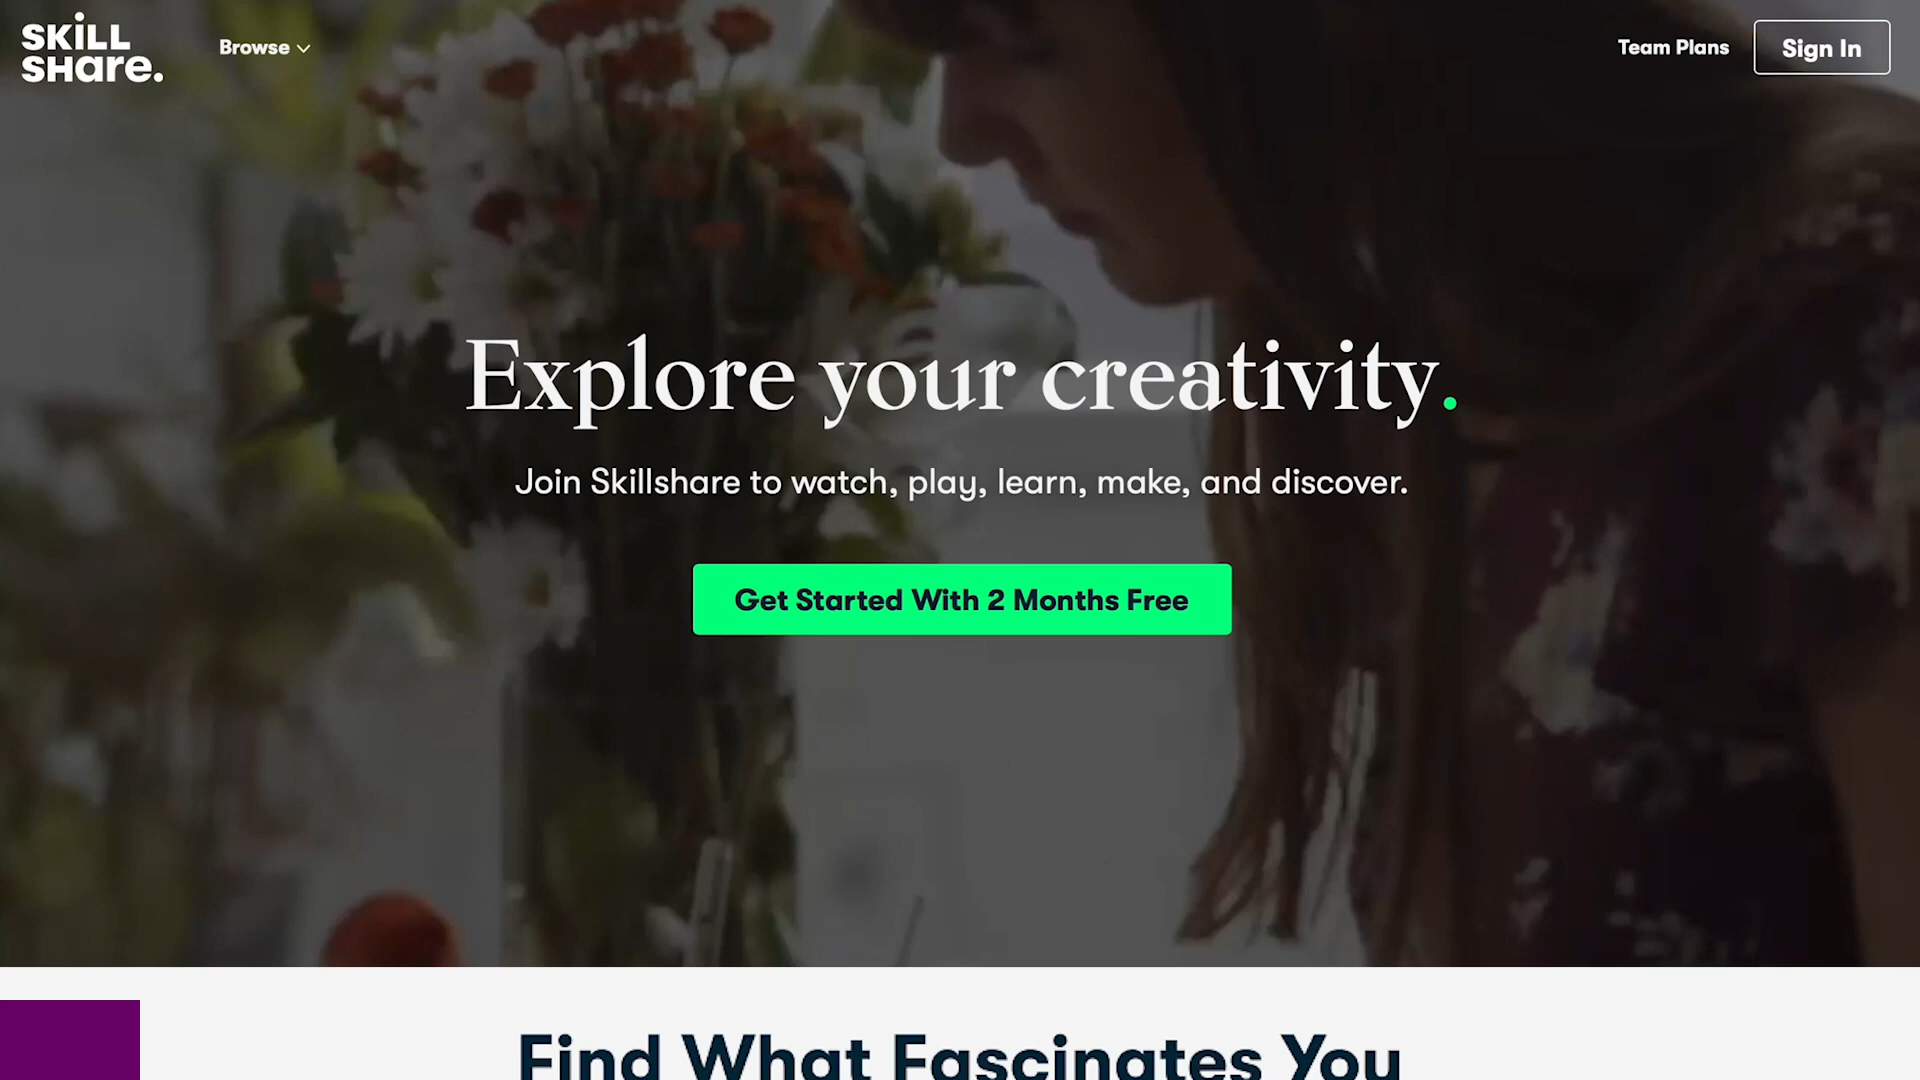 SKiLL
SHare.
Browse
Team Plans
Sign In
Explore your creativity.
Join Skillshare to watch, play, learn, make, and discover.
Get Started With 2 Months Free
Find What Fascinates You